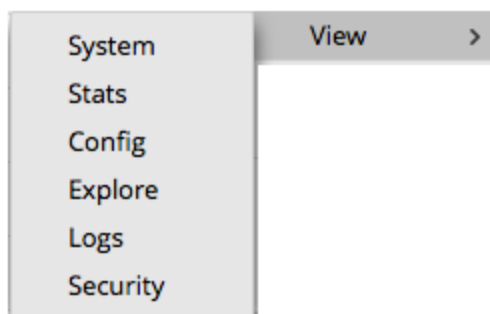 View
System
Stats
Config
Explore
Logs
Security